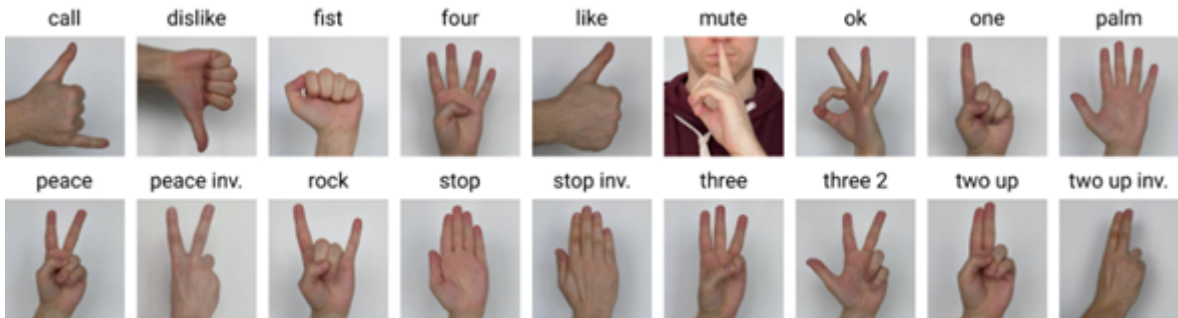 call dislike fist four like mute ok one palm
peace peace inv. rock stop stop inv. three three 2 two up two up inv.